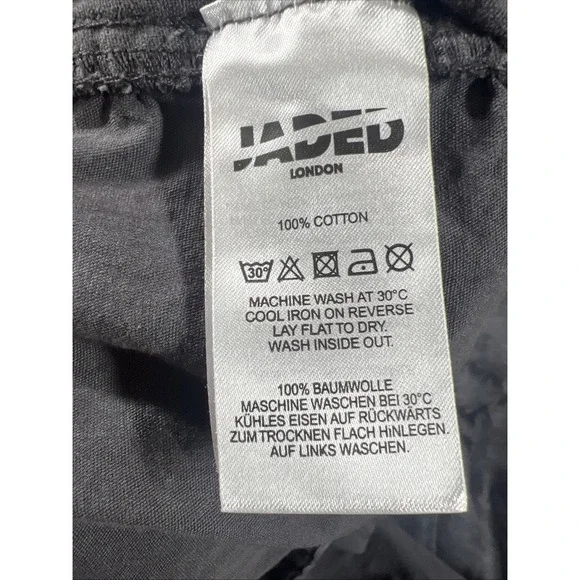 JADED
LONDON
100% COTTON
30°
MACHINE WASH AT 30°C
COOL IRON ON REVERSE
LAY FLAT TO DRY.
WASH INSIDE OUT.
100% BAUMWOLLE
MASCHINE WASCHEN BEI 30°C
KÜHLES EISEN AUF RÜCKWÄRTS
ZUM TROCKNEN FLACH HiNLEGEN.
AUF LINKS WASCHEN.